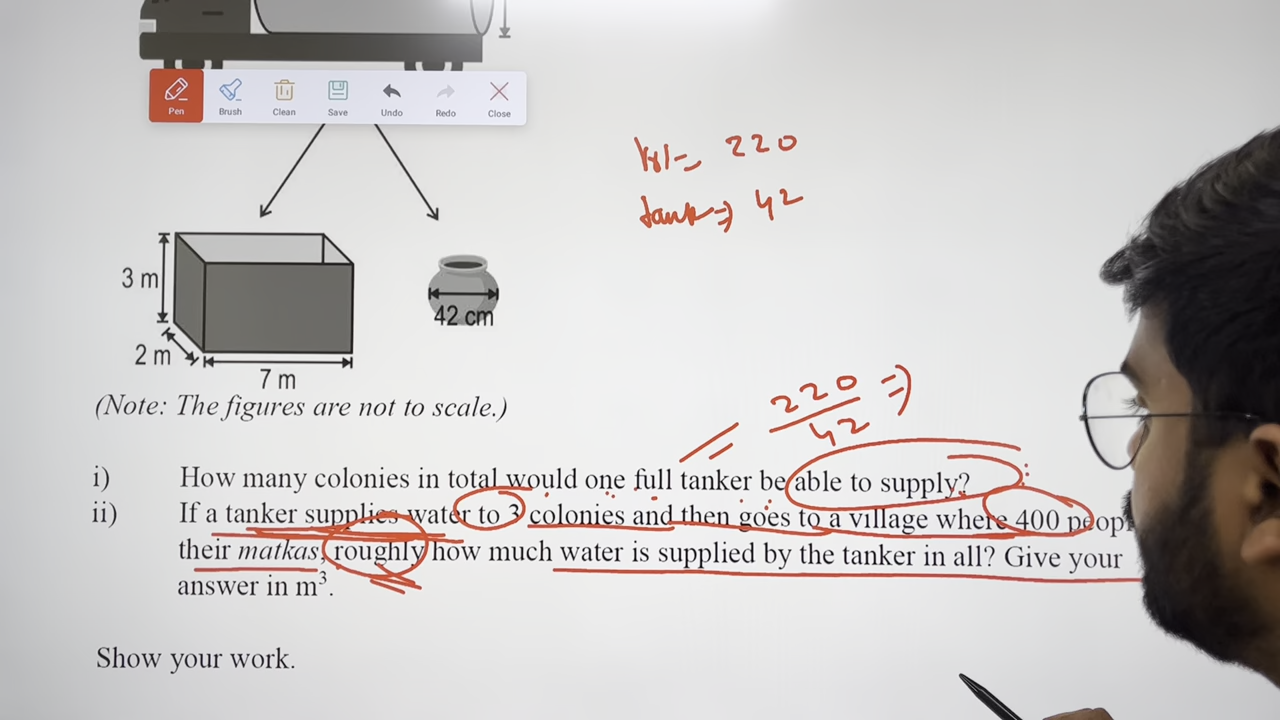 Pen Brush Clean Save Undo Redo Close
Vol = 220
tank => 42
3 m
42 cm
2 m
7 m
(Note: The figures are not to scale.)
= 220/42 =>
i) How many colonies in total would one full tanker be able to supply?
ii) If a tanker supplies water to 3 colonies and then goes to a village where 400 peop
their matkas, roughly how much water is supplied by the tanker in all? Give your
answer in m³.
Show your work.